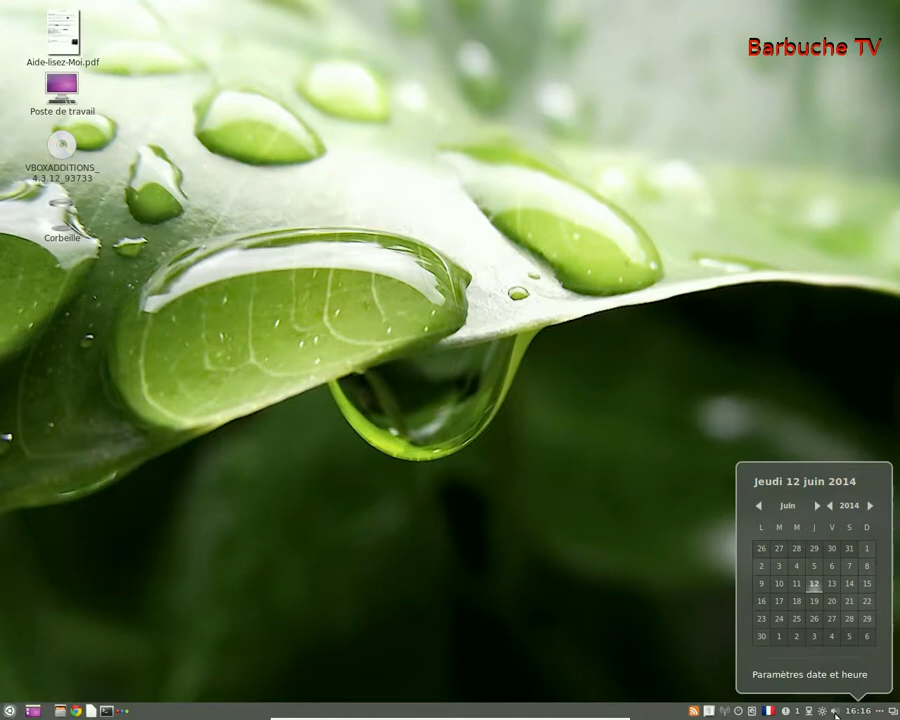 Aide-lisez-Moi.pdf
Barbuche TV
Poste de travail
VBOXADDITIONS_
4.3.12_93733
Corbeille
Jeudi 12 juin 2014
Juin 2014
L M M J V S D
26 27 28 29 30 31 1
2 3 4 5 6 7 8
9 10 11 12 13 14 15
16 17 18 19 20 21 22
23 24 25 26 27 28 29
30 1 2 3 4 5 6
Paramètres date et heure
1 16:16